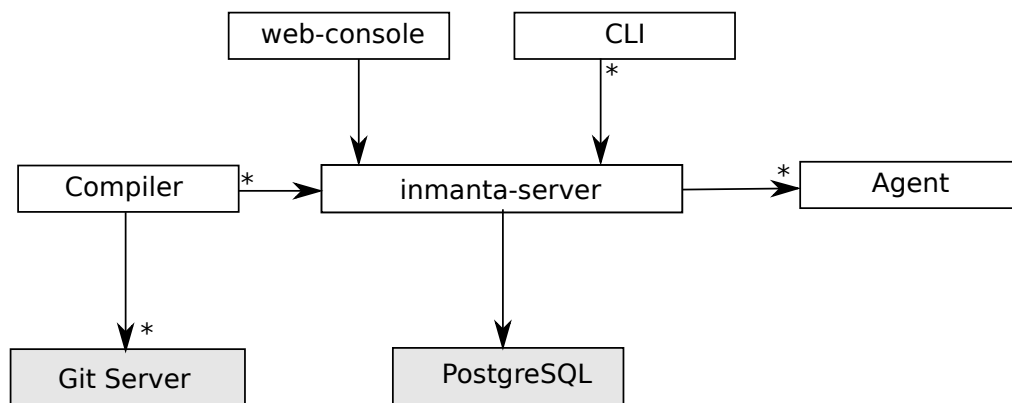 web-console
CLI
*
Compiler
*
inmanta-server
*
Agent
*
Git Server
PostgreSQL